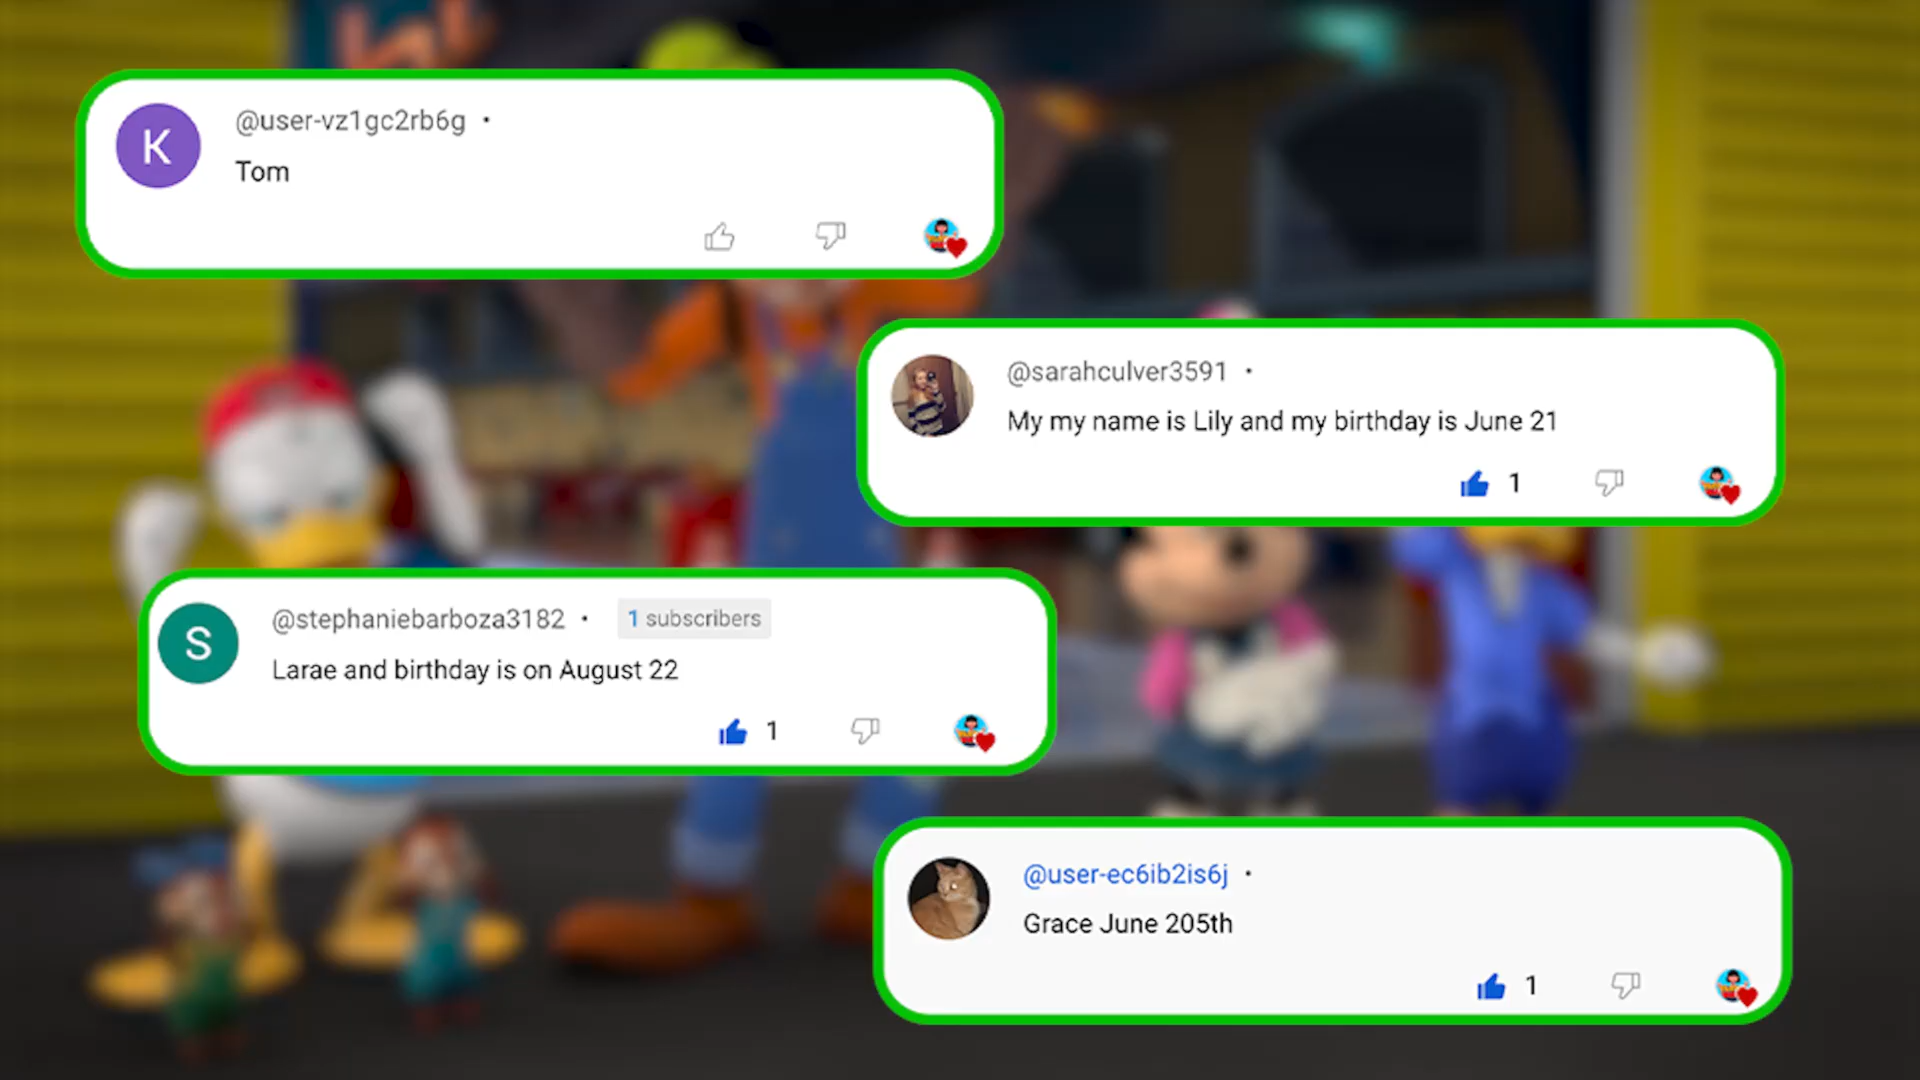 K
@user-vz1gc2rb6g •
Tom
@sarahculver3591 •
My my name is Lily and my birthday is June 21
1
S
@stephaniebarboza3182 • 1 subscribers
Larae and birthday is on August 22
1
@user-ec6ib2is6j •
Grace June 205th
1